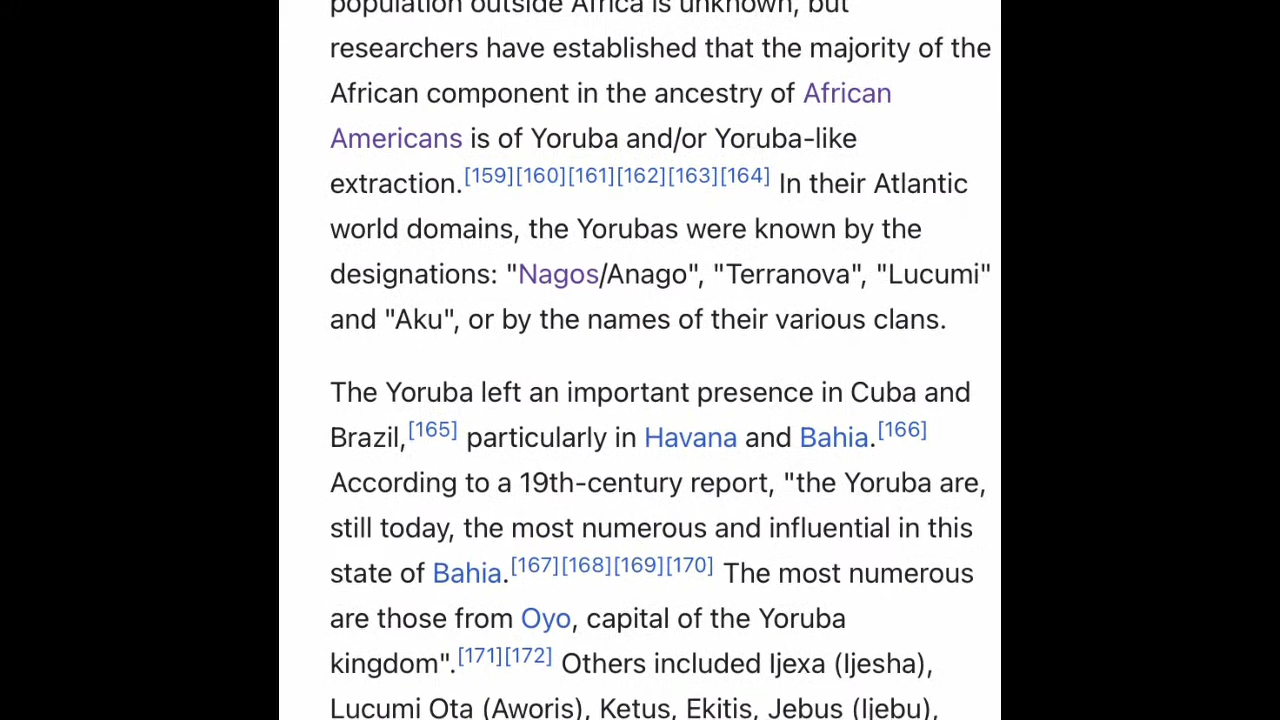 population outside Africa is unknown, but
researchers have established that the majority of the
African component in the ancestry of African
Americans is of Yoruba and/or Yoruba-like
extraction.[159][160][161][162][163][164] In their Atlantic
world domains, the Yorubas were known by the
designations: "Nagos/Anago", "Terranova", "Lucumi"
and "Aku", or by the names of their various clans.
The Yoruba left an important presence in Cuba and
Brazil,[165] particularly in Havana and Bahia.[166]
According to a 19th-century report, "the Yoruba are,
still today, the most numerous and influential in this
state of Bahia.[167][168][169][170] The most numerous
are those from Oyo, capital of the Yoruba
kingdom".[171][172] Others included Ijexa (Ijesha),
Lucumi Ota (Aworis), Ketus, Ekitis, Jebus (Ijebu),